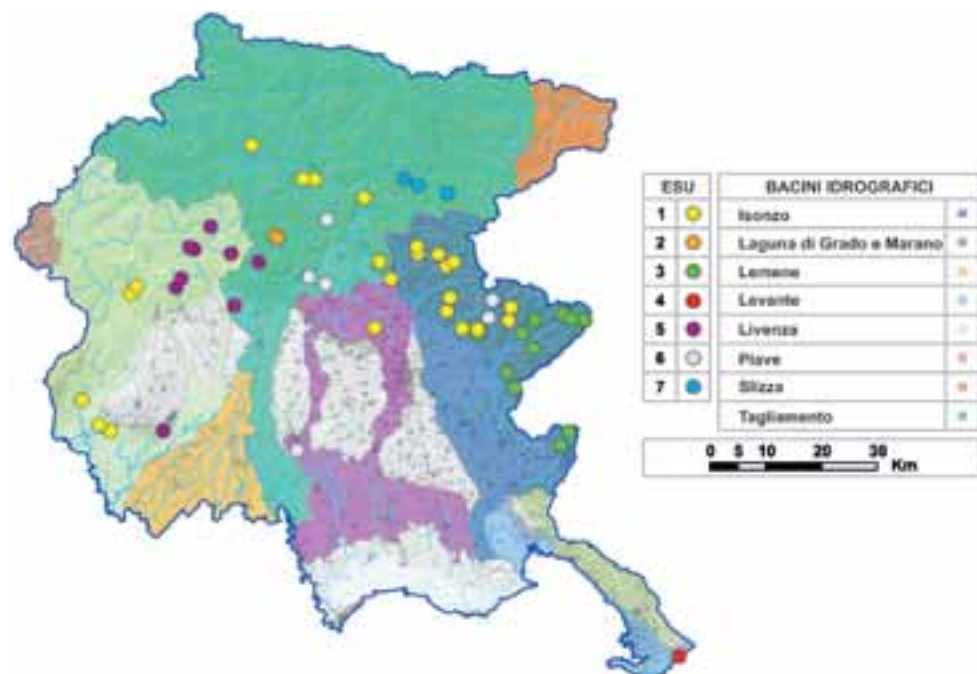 ESU BACINI IDROGRAFICI
1 Isonzo
2 Laguna di Grado e Marano
3 Lemene
4 Levante
5 Livenza
6 Piave
7 Slizza
Tagliamento
0 5 10 20 30
Km